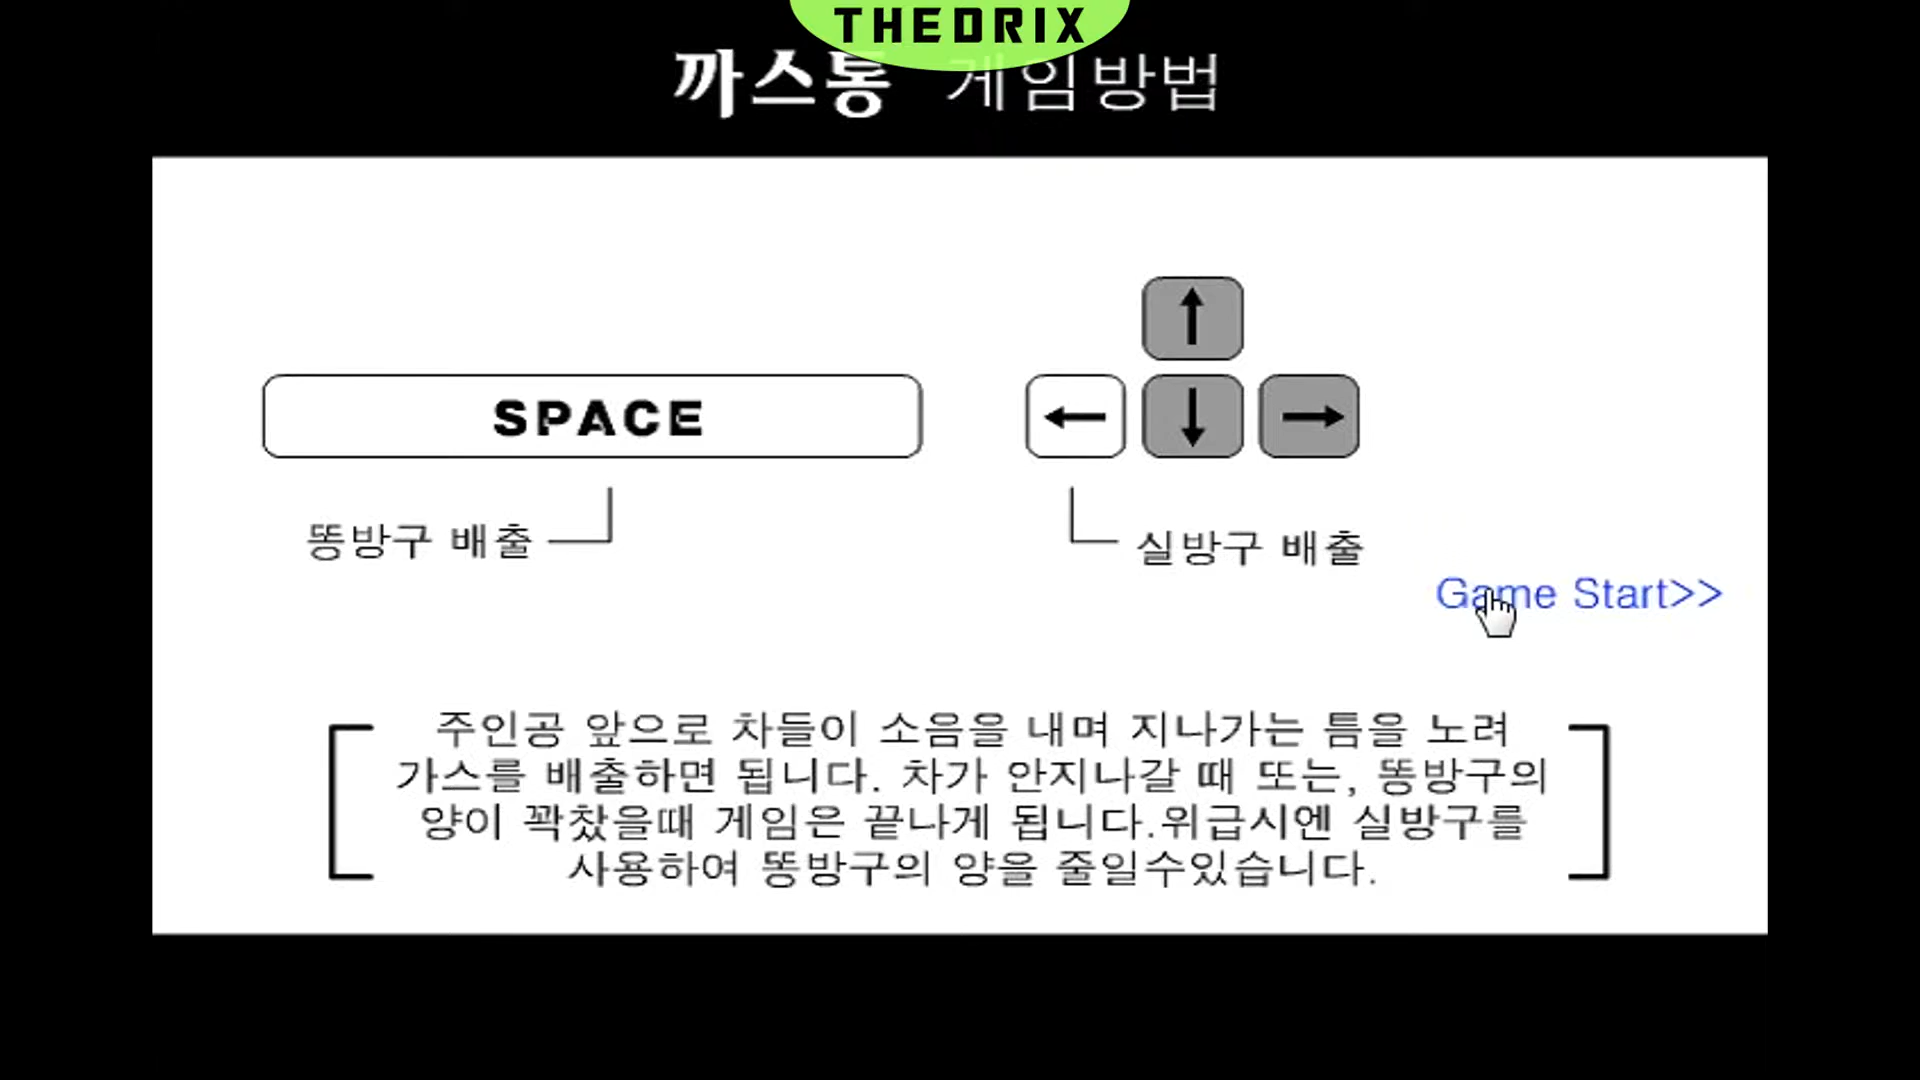 THEDRIX
까스통 게임방법
SPACE
똥방구 배출
실방구 배출
Game Start>>
주인공 앞으로 차들이 소음을 내며 지나가는 틈을 노려
가스를 배출하면 됩니다. 차가 안지나갈 때 또는, 똥방구의
양이 꽉찼을때 게임은 끝나게 됩니다.위급시엔 실방구를
사용하여 똥방구의 양을 줄일수있습니다.